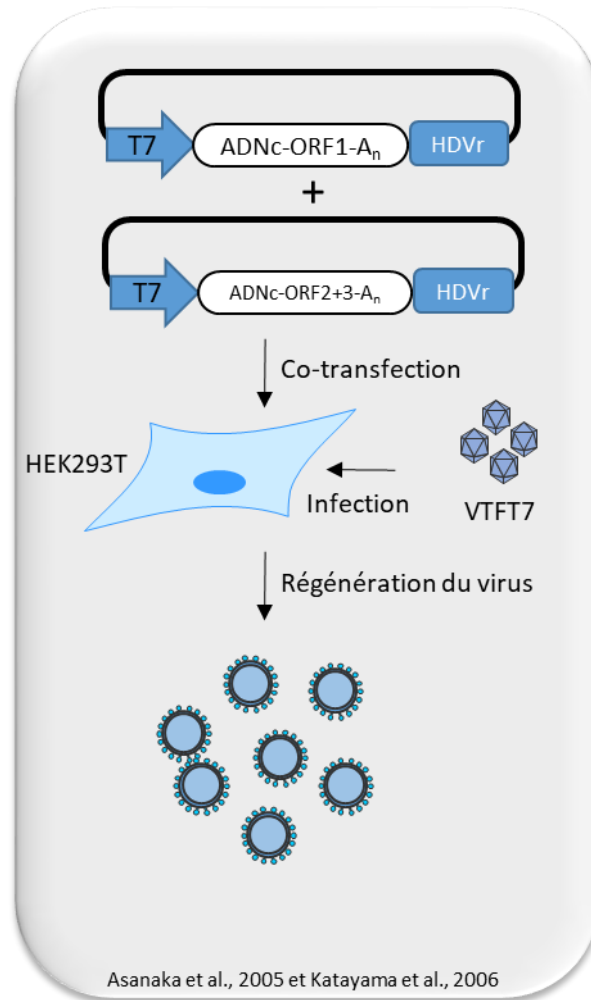 T7 ADNc-ORF1-Aₙ HDVr
+
T7 ADNc-ORF2+3-Aₙ HDVr
Co-transfection
HEK293T
Infection
VTFT7
Régénération du virus
Asanaka et al., 2005 et Katayama et al., 2006